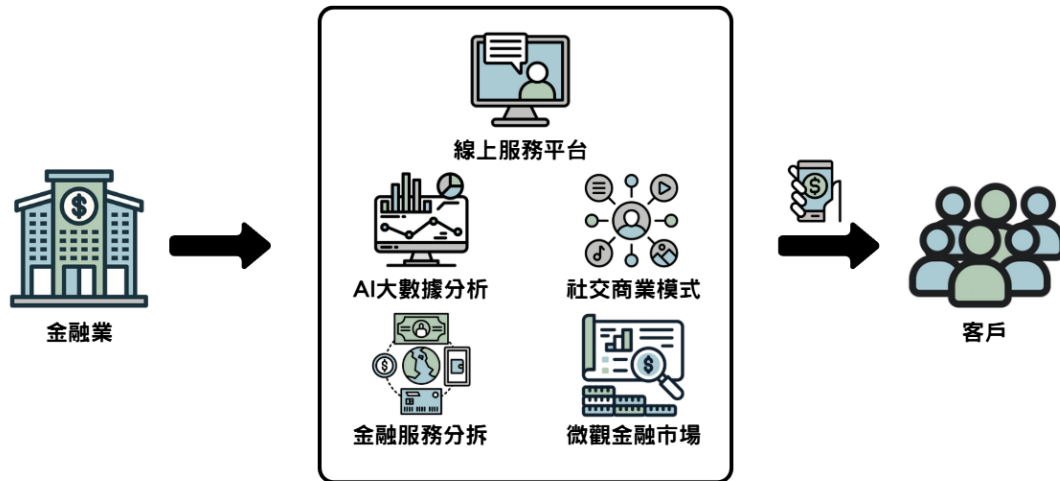 線上服務平台
AI大數據分析
社交商業模式
金融業
客戶
金融服務分拆
微觀金融市場